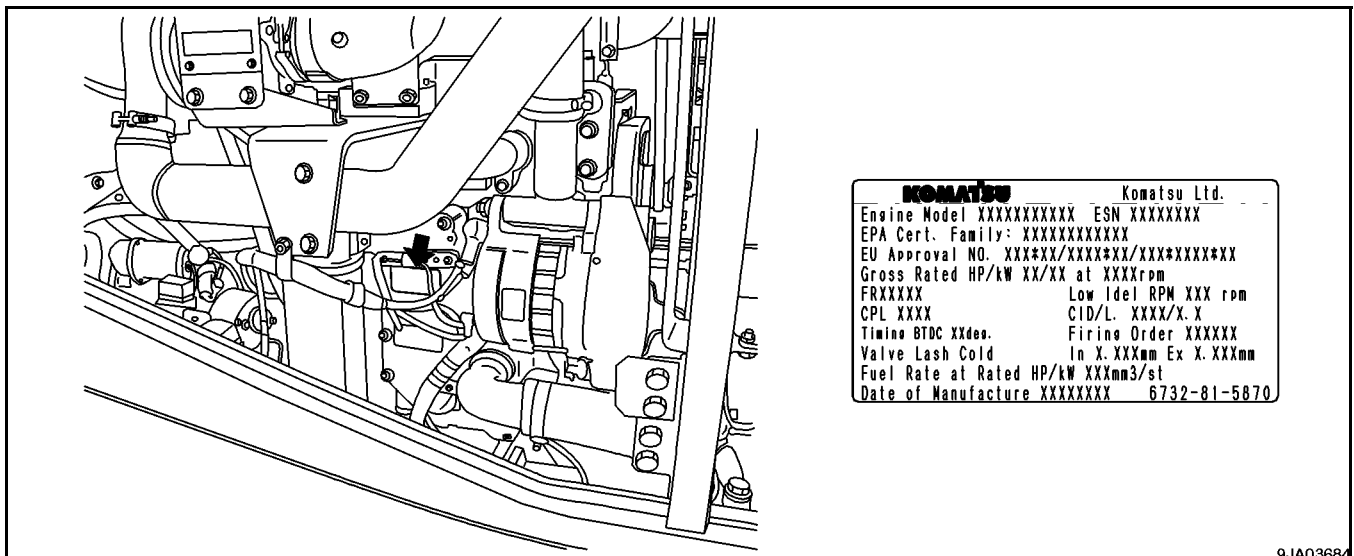 KOMATSU Komatsu Ltd.
Engine Model XXXXXXXXXXX ESN XXXXXXXX
EPA Cert. Family: XXXXXXXXXXXX
EU Approval NO. XXX*XX/XXXX*XX/XXX*XXXX*XX
Gross Rated HP/kW XX/XX at XXXXrpm
FRXXXXX Low Idel RPM XXX rpm
CPL XXXX CID/L. XXXX/X.X
Timing BTDC XXdeg. Firing Order XXXXXX
Valve Lash Cold In X.XXXmm Ex X.XXXmm
Fuel Rate at Rated HP/kW XXXmm3/st
Date of Manufacture XXXXXXXX 6732-81-5870
9JA03684